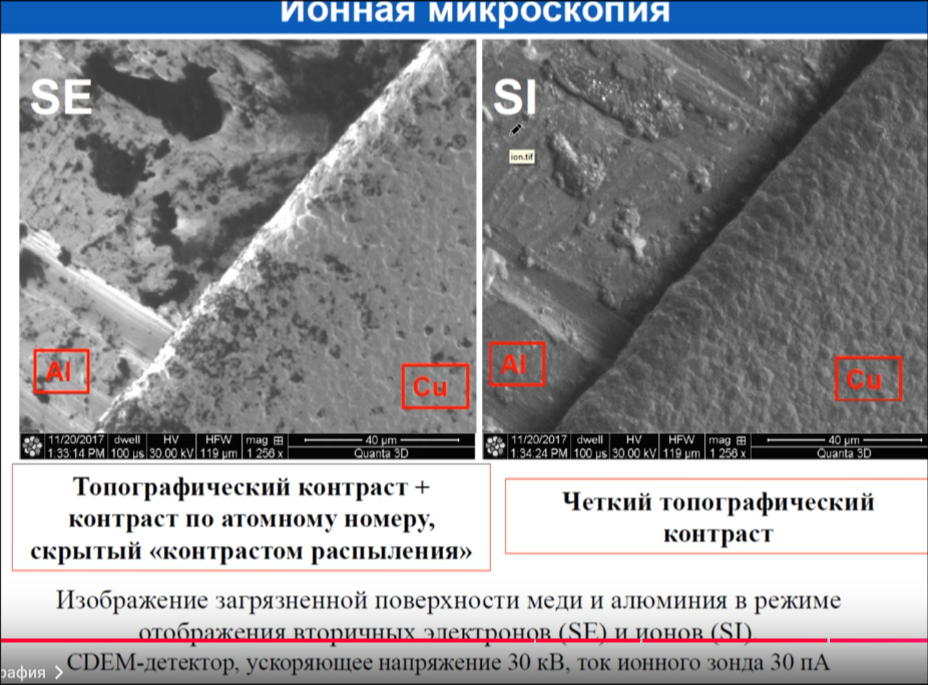 Ионная микроскопия
SE
SI
ion.tif
Al
Cu
Al
Cu
11/20/2017 dwell HV HFW mag 40 µm
1:33:14 PM 100 µs 30.00 kV 119 µm 1 256 x Quanta 3D
11/20/2017 dwell HV HFW mag 40 µm
1:34:24 PM 100 µs 30.00 kV 119 µm 1 256 x Quanta 3D
Топографический контраст +
контраст по атомному номеру,
скрытый «контрастом распыления»
Четкий топографический
контраст
Изображение загрязненной поверхности меди и алюминия в режиме
отображения вторичных электронов (SE) и ионов (SI)
CDEM-детектор, ускоряющее напряжение 30 кВ, ток ионного зонда 30 пА
рафия